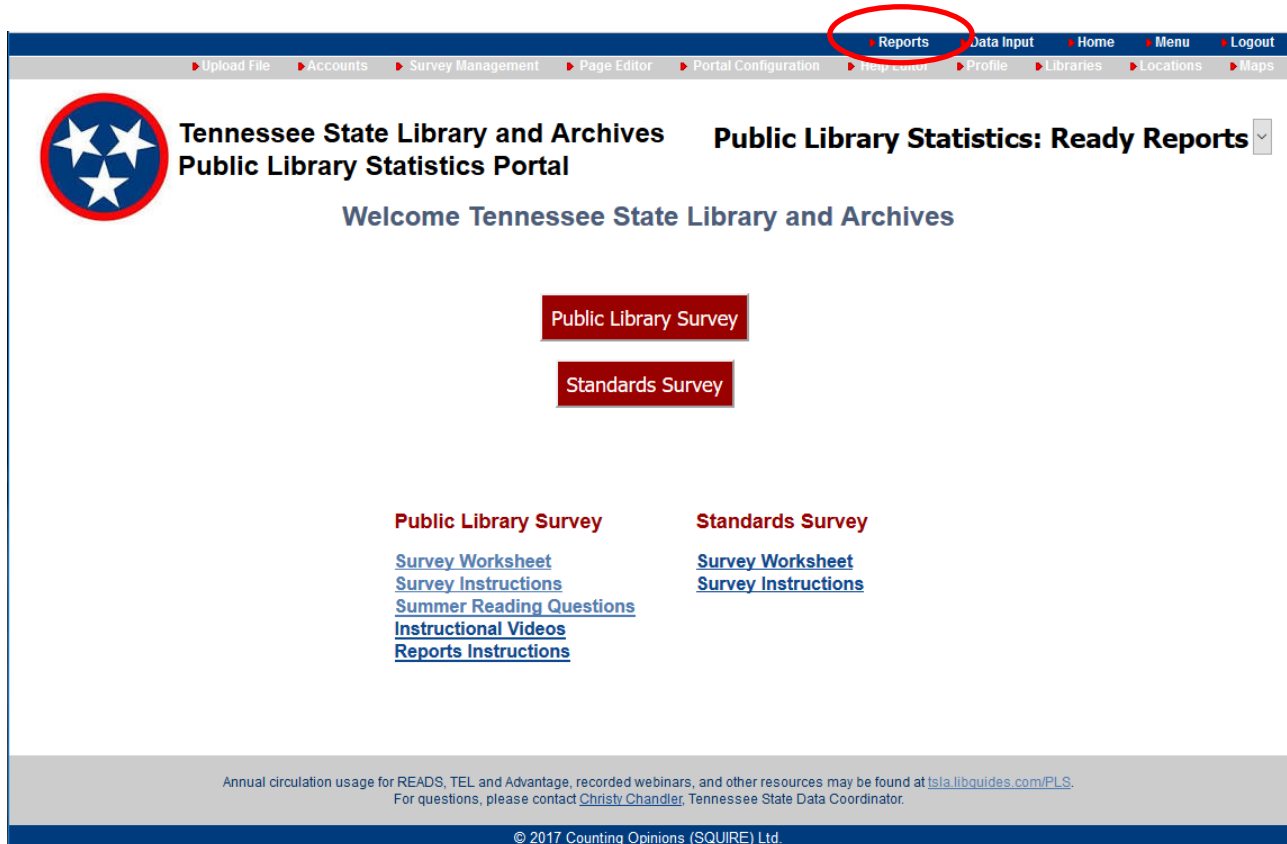 Reports Data Input Home Menu Logout
Upload File Accounts Survey Management Page Editor Portal Configuration Help Editor Profile Libraries Locations Maps
Tennessee State Library and Archives
Public Library Statistics Portal
Public Library Statistics: Ready Reports
Welcome Tennessee State Library and Archives
Public Library Survey
Standards Survey
Public Library Survey
Survey Worksheet
Survey Instructions
Summer Reading Questions
Instructional Videos
Reports Instructions
Standards Survey
Survey Worksheet
Survey Instructions
Annual circulation usage for READS, TEL and Advantage, recorded webinars, and other resources may be found at tsla.libguides.com/PLS.
For questions, please contact Christy Chandler, Tennessee State Data Coordinator.
© 2017 Counting Opinions (SQUIRE) Ltd.